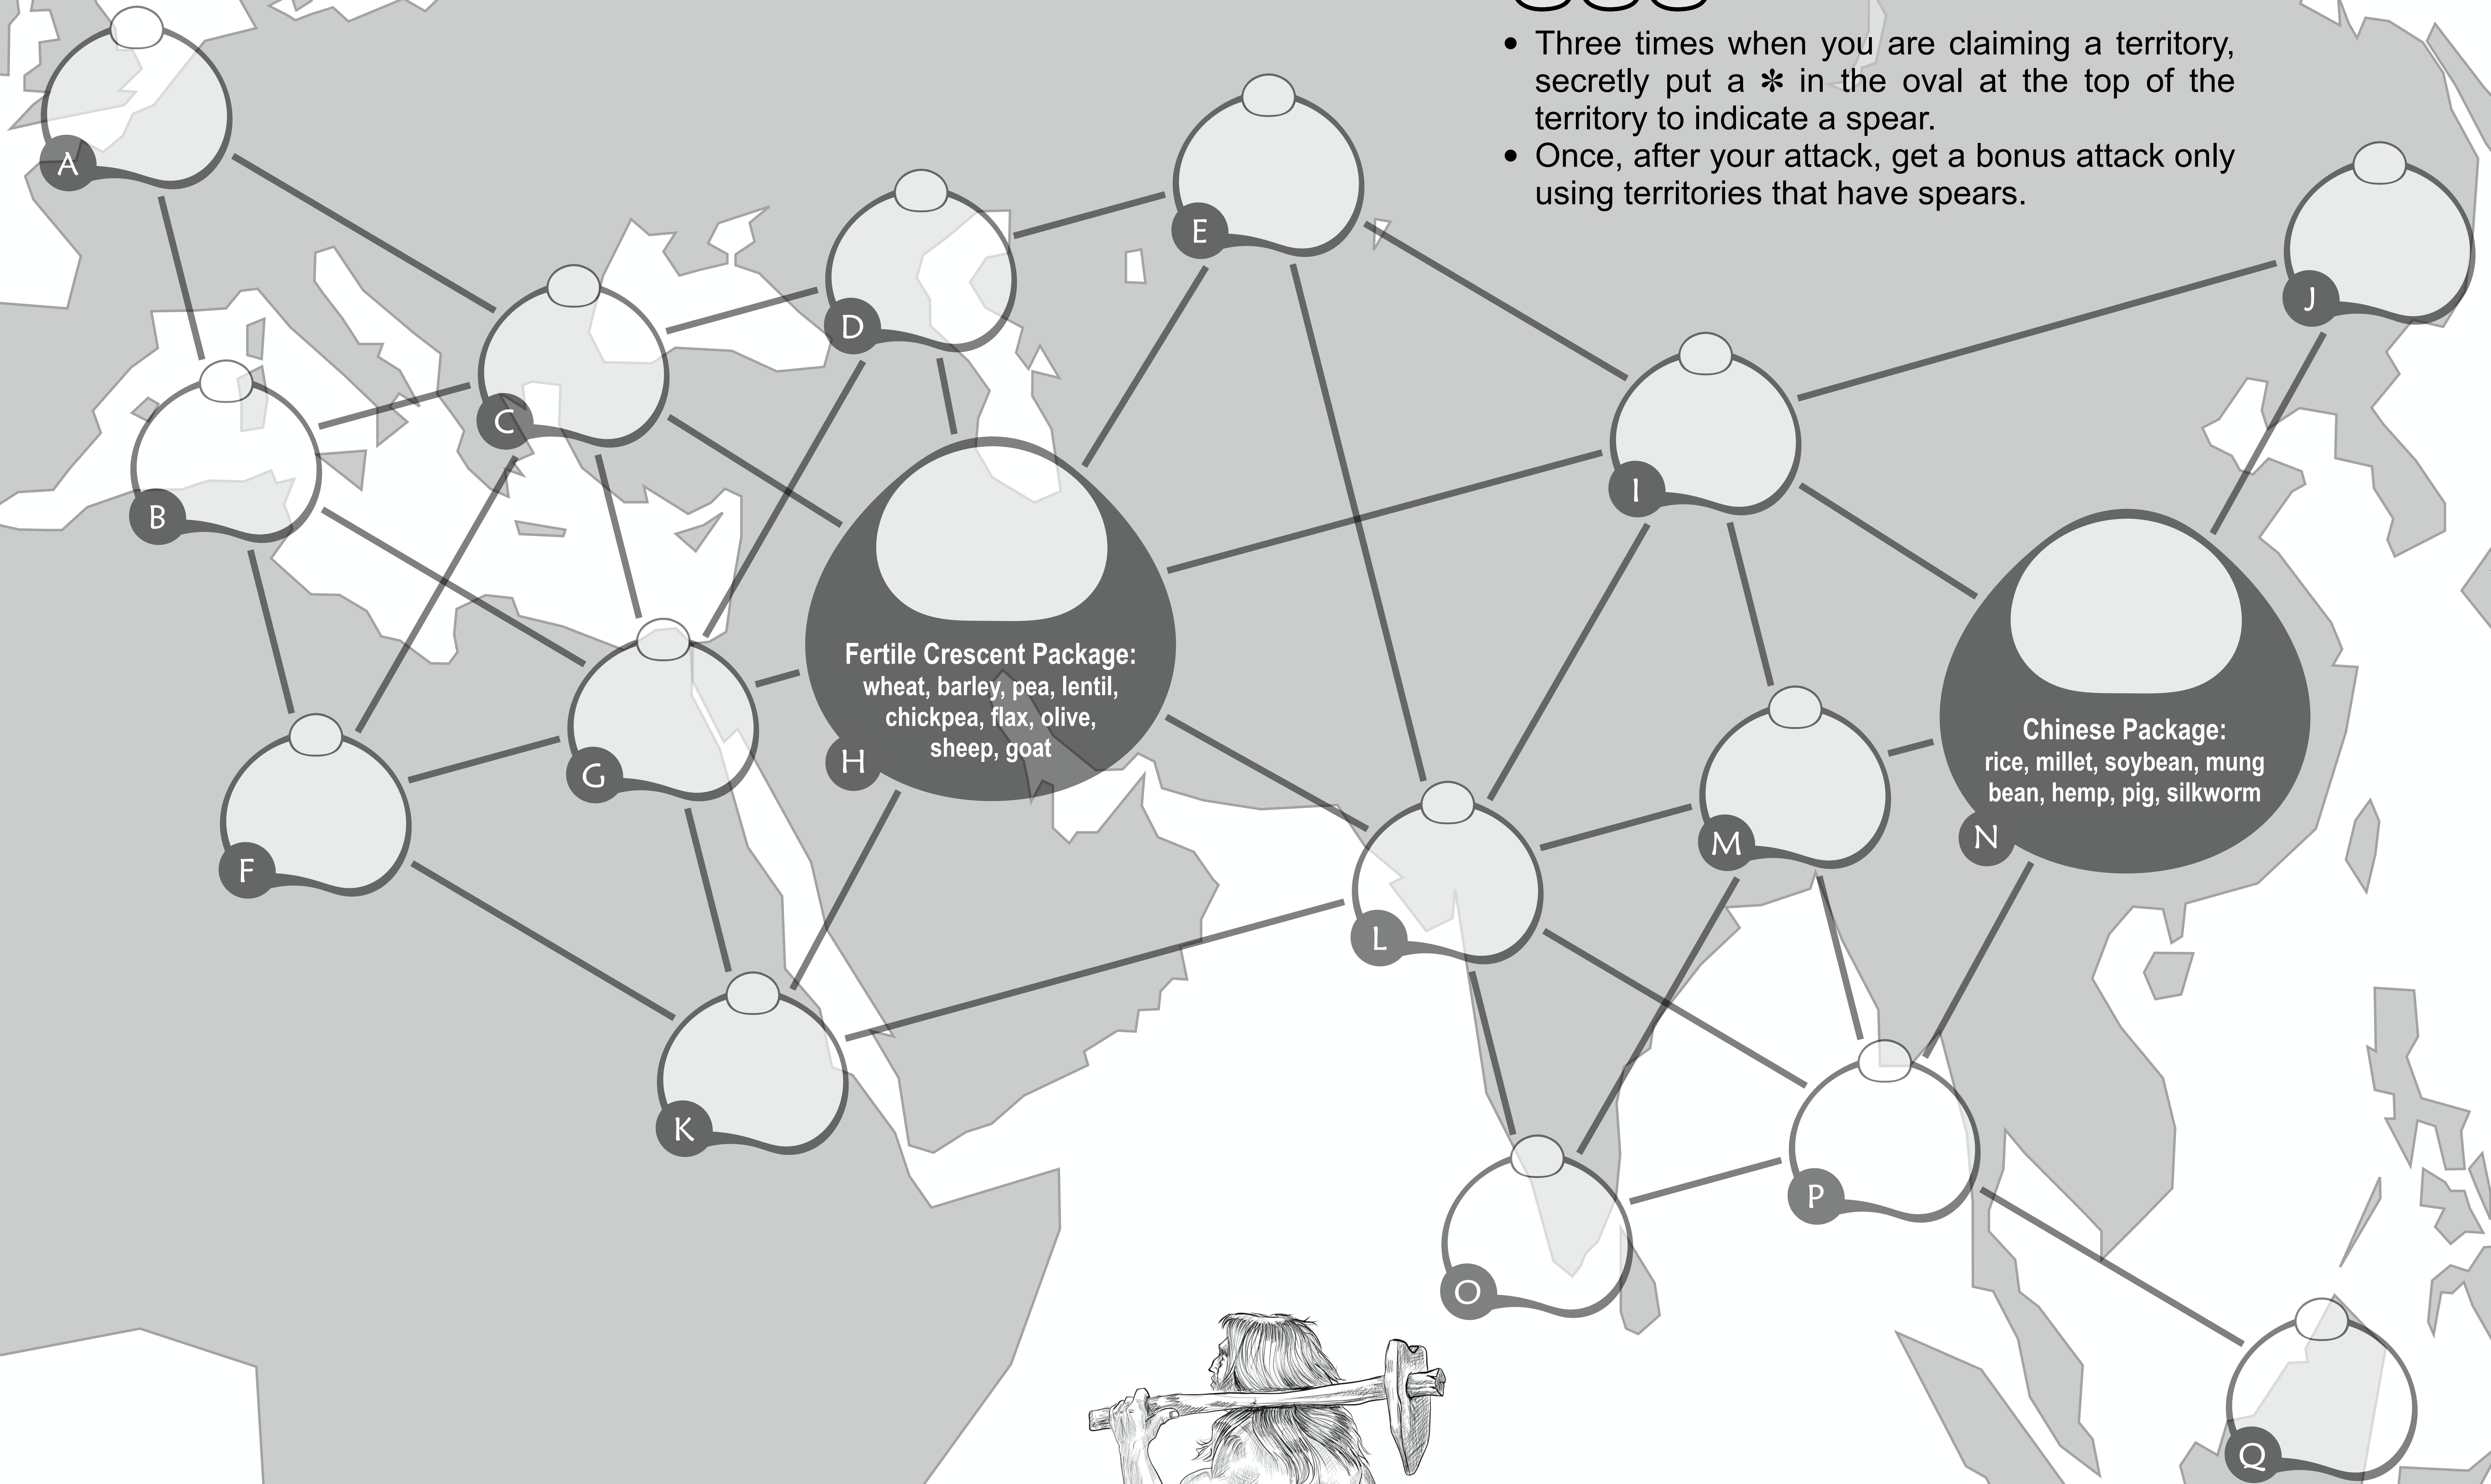 • Three times when you are claiming a territory,
secretly put a ✻ in the oval at the top of the
territory to indicate a spear.
• Once, after your attack, get a bonus attack only
using territories that have spears.
A
E
J
D
C
I
B
Fertile Crescent Package:
wheat, barley, pea, lentil,
chickpea, flax, olive,
sheep, goat
H
G
Chinese Package:
rice, millet, soybean, mung
bean, hemp, pig, silkworm
N
M
F
L
K
P
O
Q